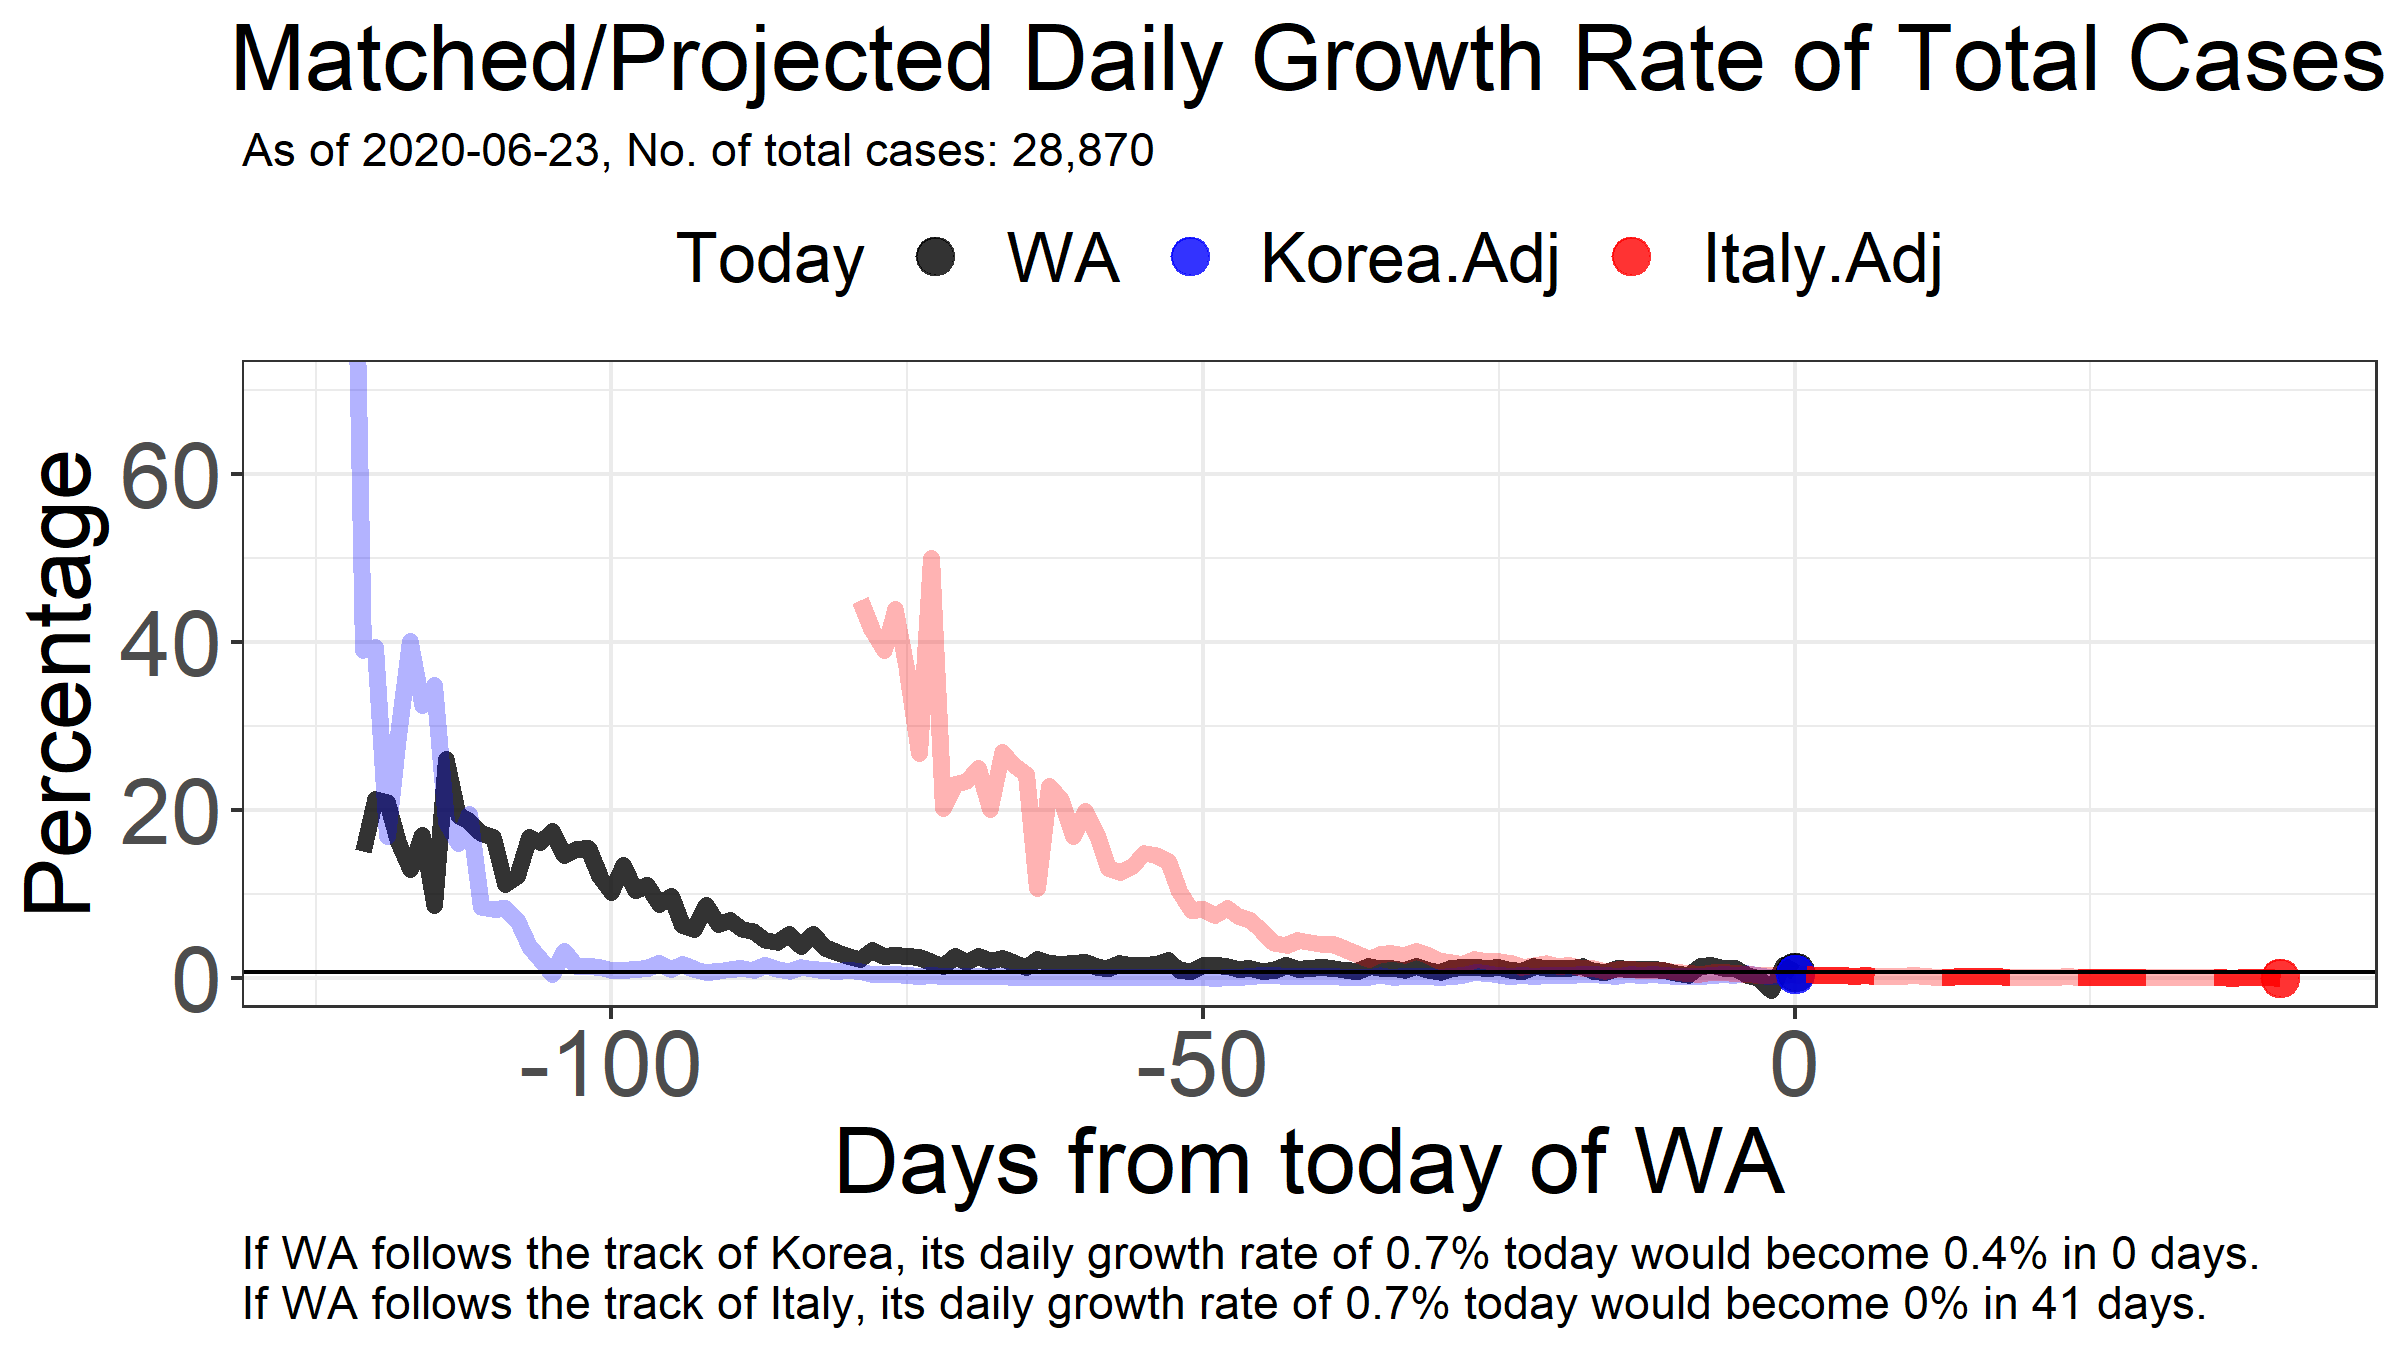 Matched/Projected Daily Growth Rate of Total Cases
As of 2020-06-23, No. of total cases: 28,870
Today WA Korea.Adj Italy.Adj
Percentage
60
40
20
0
-100 -50 0
Days from today of WA
If WA follows the track of Korea, its daily growth rate of 0.7% today would become 0.4% in 0 days.
If WA follows the track of Italy, its daily growth rate of 0.7% today would become 0% in 41 days.